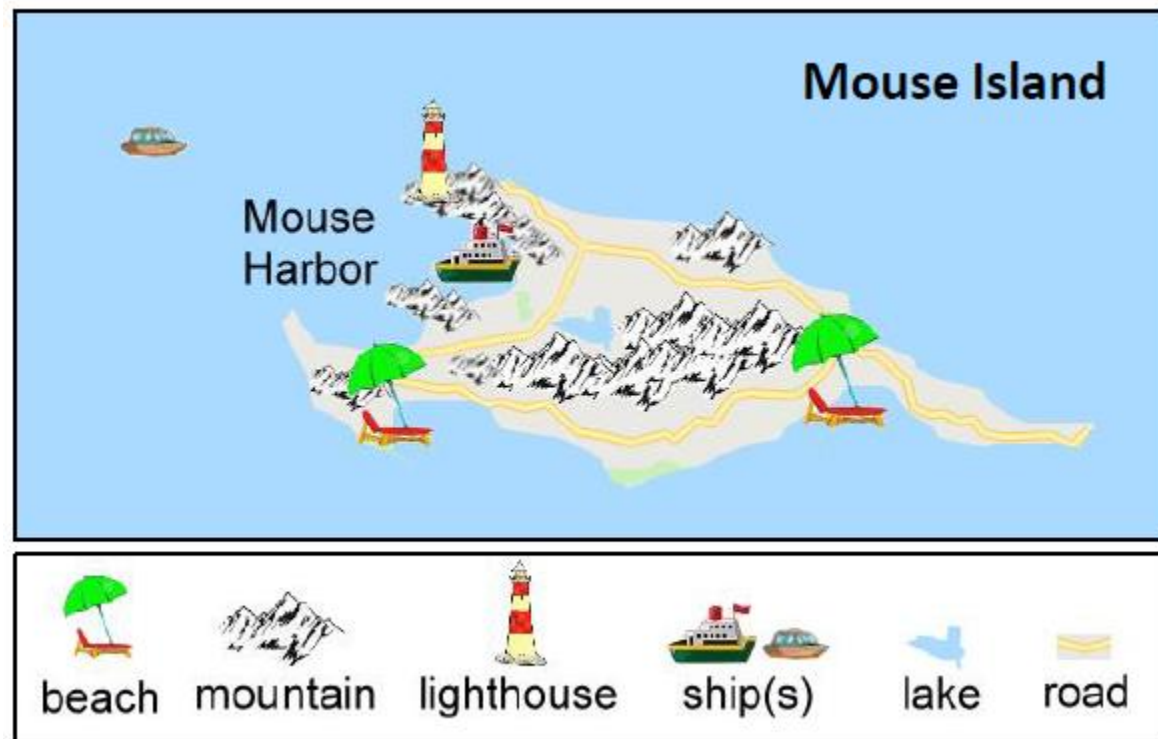 Mouse Island
Mouse
Harbor
beach
mountain
lighthouse
ship(s)
lake
road